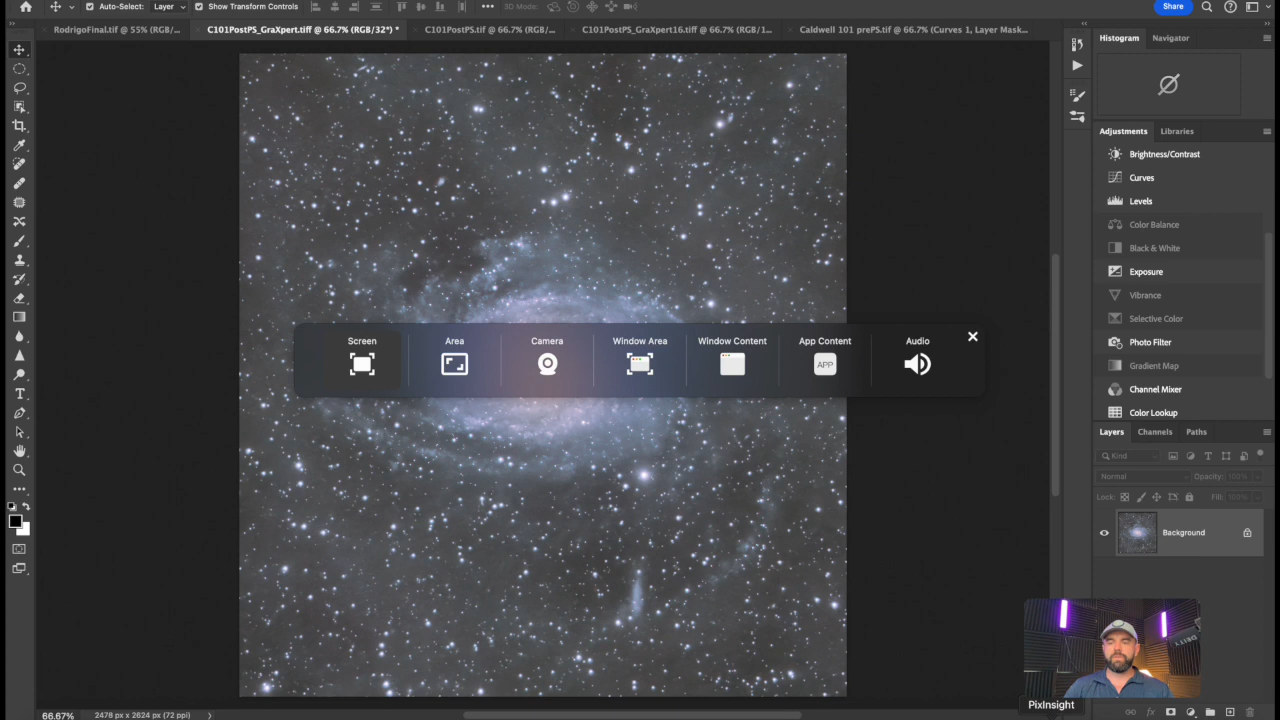 Auto-Select: Layer Show Transform Controls 3D Mode: Share
RodrigoFinal.tif @ 55% (RGB/... C101PostPS_GraXpert.tiff @ 66.7% (RGB/32*) * C101PostPS.tif @ 66.7% (RGB/... C101PostPS_GraXpert16.tiff @ 66.7% (RGB/1... Caldwell 101 prePS.tif @ 66.7% (Curves 1, Layer Mask...
Histogram Navigator
Adjustments Libraries
Brightness/Contrast
Curves
Levels
Color Balance
Black & White
Exposure
Vibrance
Selective Color
Photo Filter
Gradient Map
Channel Mixer
Color Lookup
Screen Area Camera Window Area Window Content App Content Audio
APP
Layers Channels Paths
Kind
Normal Opacity: 100%
Lock: Fill: 100%
Background
PixInsight
66.67% 2478 px x 2624 px (72 ppi)
fx